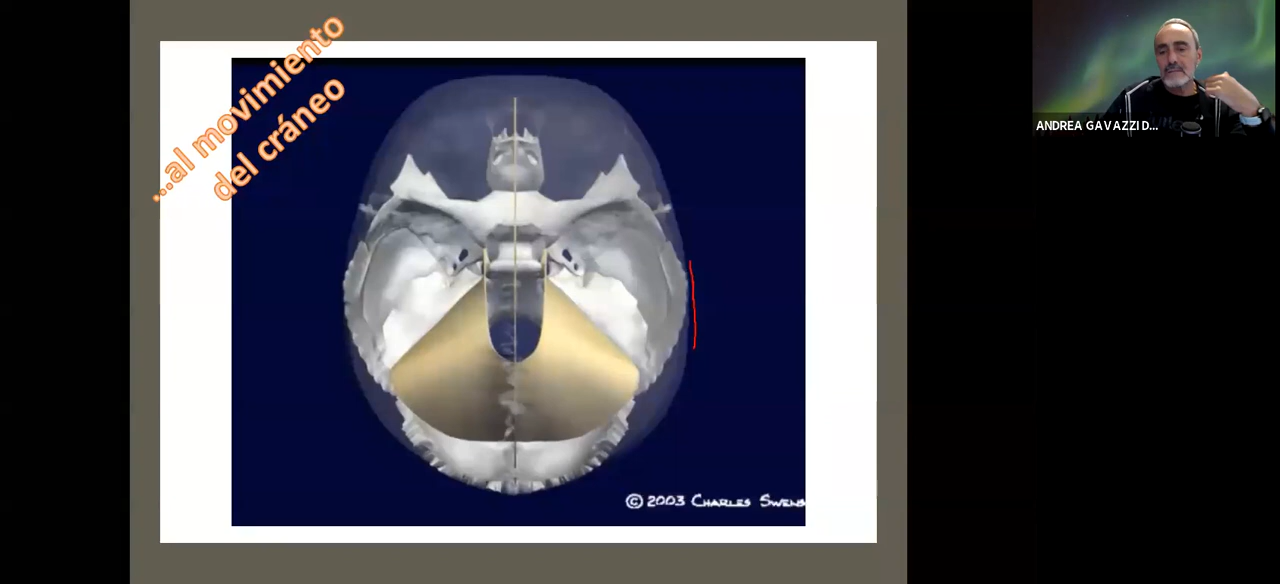 ...al movimiento
del cráneo
ANDREA GAVAZZI D...
© 2003 CHARLES SWENS